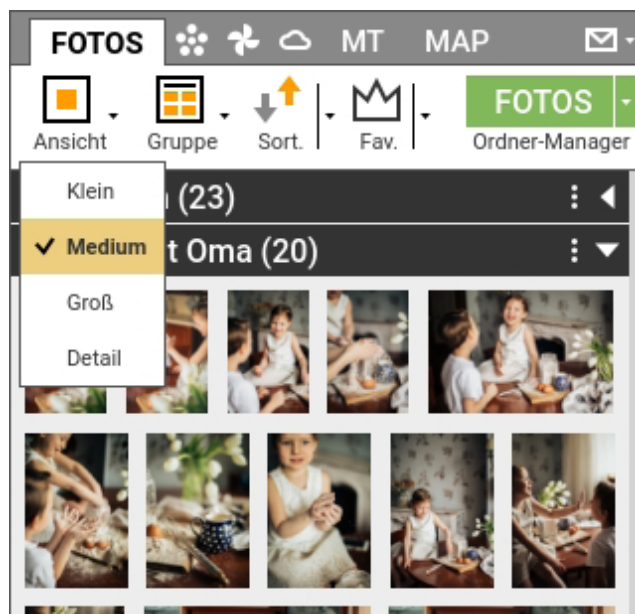 FOTOS MT MAP
Ansicht Gruppe Sort. Fav. FOTOS
Ordner-Manager
Klein
(23)
Medium
t Oma (20)
Groß
Detail